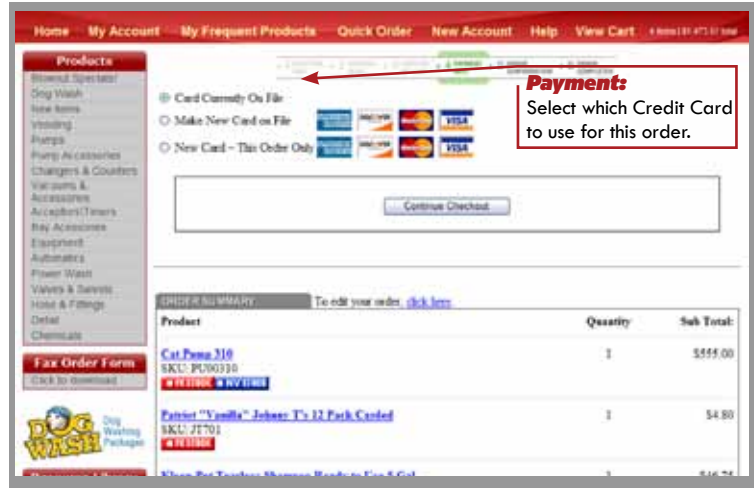 Home My Account My Frequent Products Quick Order New Account Help View Cart
Products
Blowout Specials!
Dog Wash
New Items
Vending
Pumps
Pump Accessories
Changers & Counters
Vacuums &
Accessories
Acceptors/Timers
Bay Accessories
Equipment
Automatics
Power Wash
Valves & Swivels
Hose & Fittings
Detail
Chemicals
Fax Order Form
Click to download
DOG WASH
Dog
Washing
Packages
Card Currently On File
Make New Card on File
New Card - This Order Only
VISA
VISA
Payment:
Select which Credit Card
to use for this order.
Continue Checkout
ORDER SUMMARY To edit your order, click here.
Product Quantity Sub Total:
Cat Pump 310 1 $555.00
SKU: PU00310
Patriot "Vanilla" Johnny T's 12 Pack Carded 1 $4.80
SKU: JT701